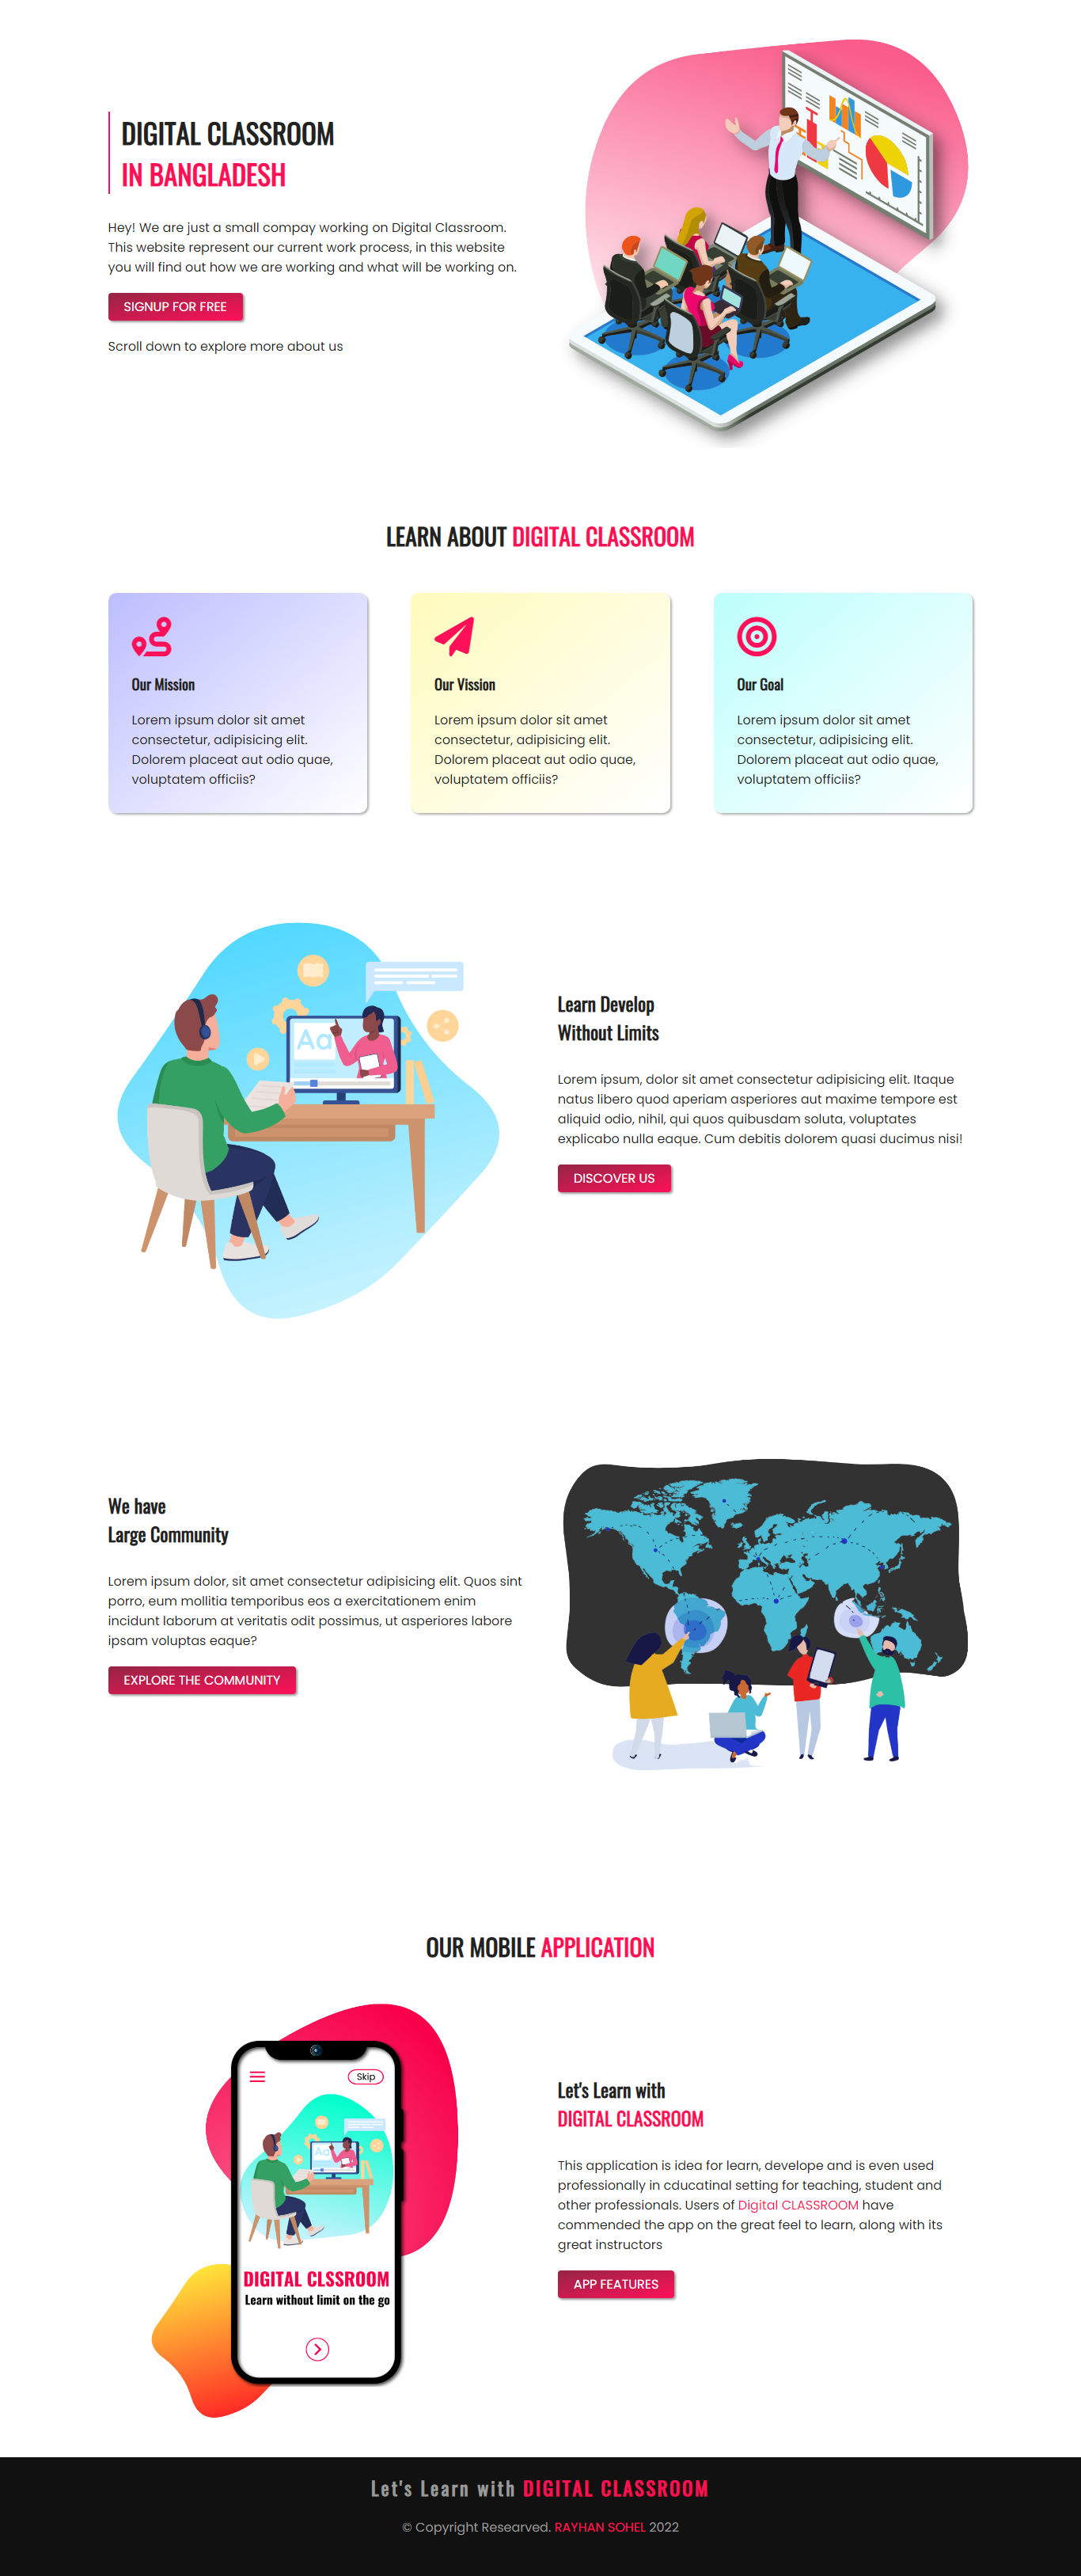 DIGITAL CLASSROOM
IN BANGLADESH
Hey! We are just a small compay working on Digital Classroom.
This website represent our current work process, in this website
you will find out how we are working and what will be working on.
SIGNUP FOR FREE
Scroll down to explore more about us
LEARN ABOUT DIGITAL CLASSROOM
Our Mission
Lorem ipsum dolor sit amet
consectetur, adipisicing elit.
Dolorem placeat aut odio quae,
voluptatem officiis?
Our Vission
Lorem ipsum dolor sit amet
consectetur, adipisicing elit.
Dolorem placeat aut odio quae,
voluptatem officiis?
Our Goal
Lorem ipsum dolor sit amet
consectetur, adipisicing elit.
Dolorem placeat aut odio quae,
voluptatem officiis?
Aa
Learn Develop
Without Limits
Lorem ipsum, dolor sit amet consectetur adipisicing elit. Itaque
natus libero quod aperiam asperiores aut maxime tempore est
aliquid odio, nihil, qui quos quibusdam soluta, voluptates
explicabo nulla eaque. Cum debitis dolorem quasi ducimus nisi!
DISCOVER US
We have
Large Community
Lorem ipsum dolor, sit amet consectetur adipisicing elit. Quos sint
porro, eum mollitia temporibus eos a exercitationem enim
incidunt laborum at veritatis odit possimus, ut asperiores labore
ipsam voluptas eaque?
EXPLORE THE COMMUNITY
OUR MOBILE APPLICATION
Skip
Aa
DIGITAL CLSSROOM
Learn without limit on the go
Let's Learn with
DIGITAL CLASSROOM
This application is idea for learn, develope and is even used
professionally in cducatinal setting for teaching, student and
other professionals. Users of Digital CLASSROOM have
commended the app on the great feel to learn, along with its
great instructors
APP FEATURES
Let's Learn with DIGITAL CLASSROOM
© Copyright Researved. RAYHAN SOHEL 2022